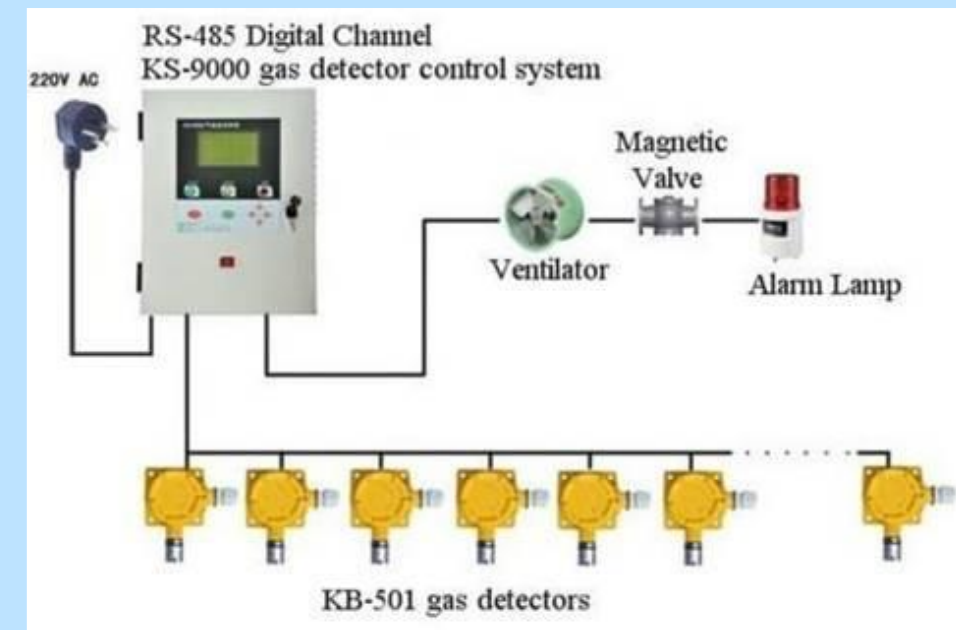 RS-485 Digital Channel
KS-9000 gas detector control system
220V AC
Magnetic
Valve
Ventilator
Alarm Lamp
KB-501 gas detectors